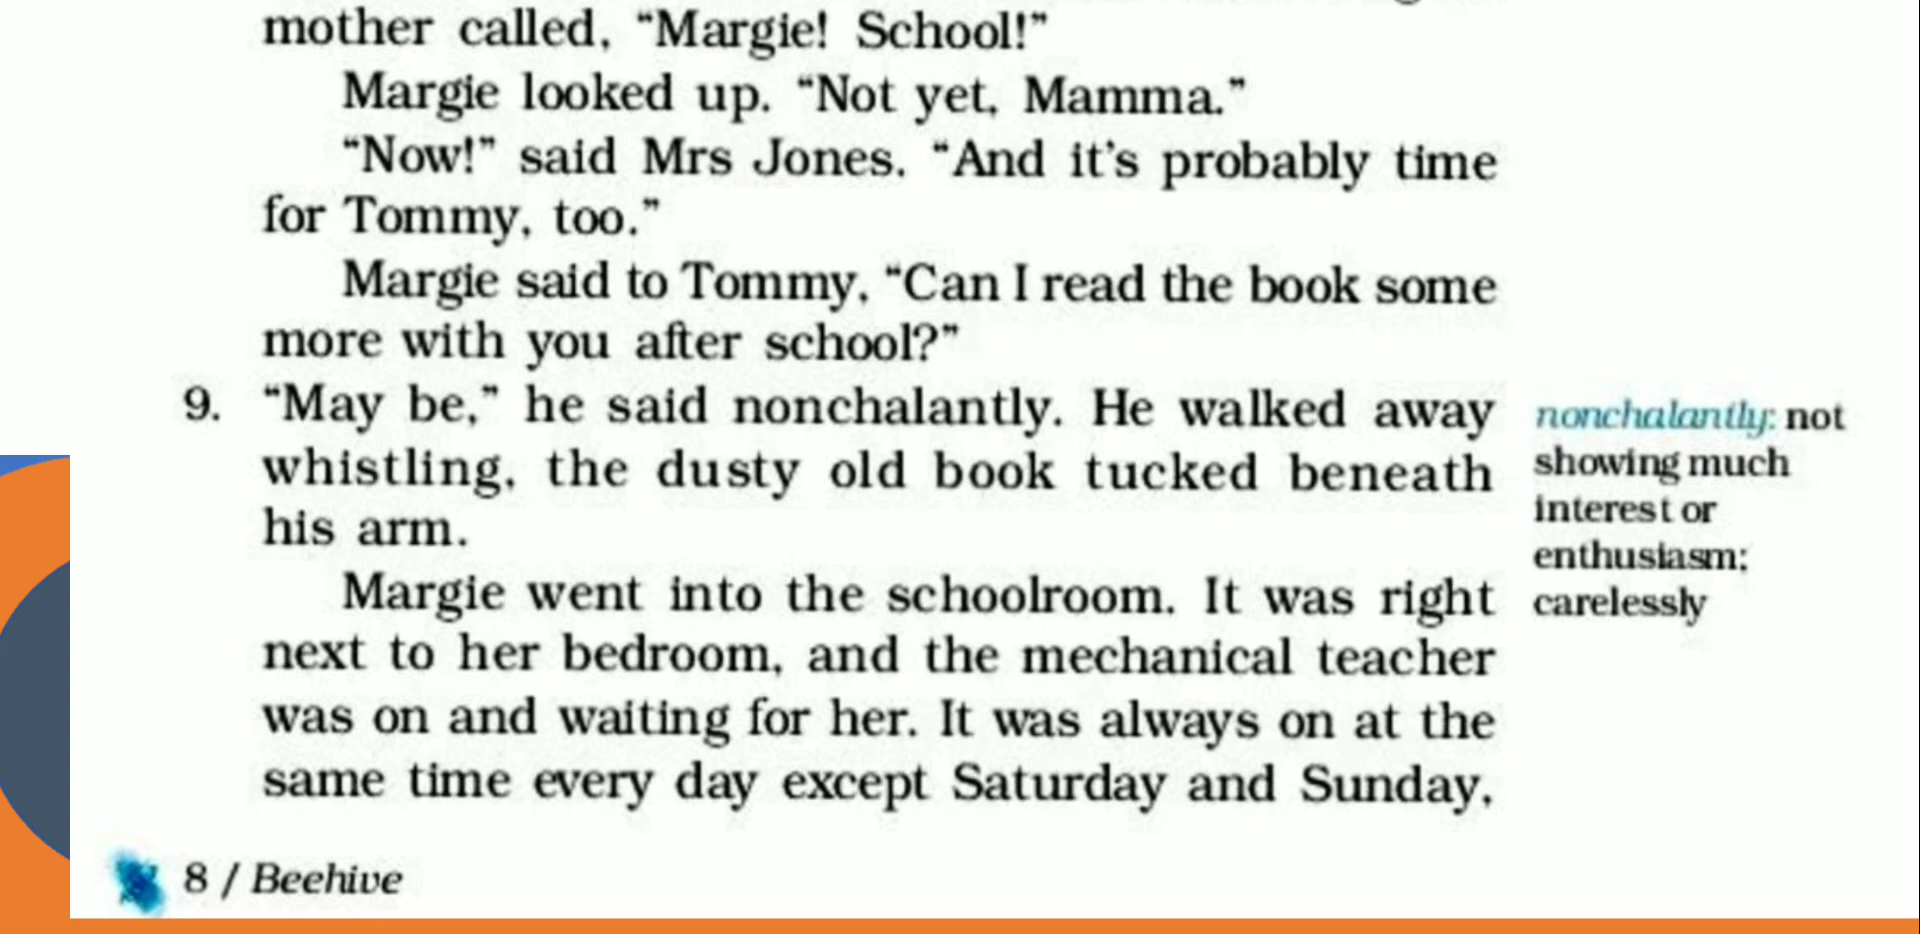 mother called, “Margie! School!”
Margie looked up. “Not yet, Mamma.”
“Now!” said Mrs Jones. “And it’s probably time
for Tommy, too.”
Margie said to Tommy, “Can I read the book some
more with you after school?”
9. “May be,” he said nonchalantly. He walked away
whistling, the dusty old book tucked beneath
his arm.
Margie went into the schoolroom. It was right
next to her bedroom, and the mechanical teacher
was on and waiting for her. It was always on at the
same time every day except Saturday and Sunday,
nonchalantly: not
showing much
interest or
enthusiasm;
carelessly
8 / Beehive